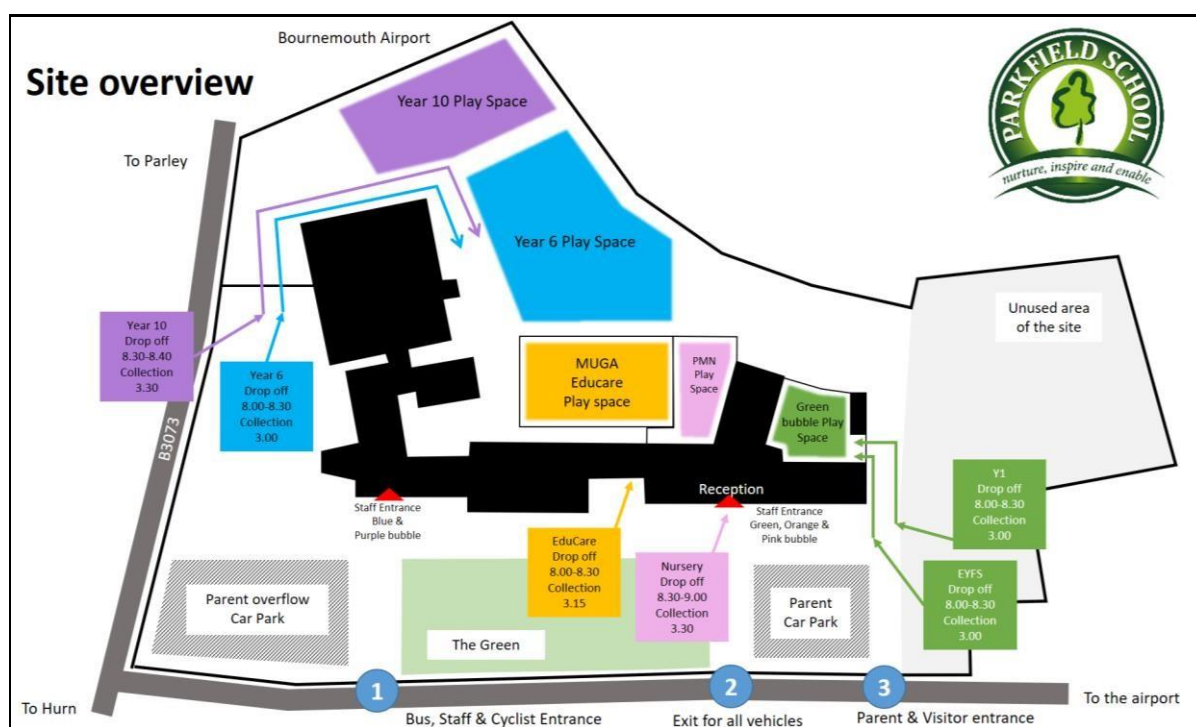 Bournemouth Airport
Site overview
PARKFIELD SCHOOL
nurture, inspire and enable
Year 10 Play Space
To Parley
Year 6 Play Space
Unused area
of the site
Year 10
Drop off
8.30-8.40
Collection
3.30
Year 6
Drop off
8.00-8.30
Collection
3.00
MUGA
Educare
Play space
PMN
Play
Space
Green
bubble Play
Space
B3073
Reception
Staff Entrance
Blue &
Purple bubble
Staff Entrance
Green, Orange &
Pink bubble
Y1
Drop off
8.00-8.30
Collection
3.00
EduCare
Drop off
8.00-8.30
Collection
3.15
Nursery
Drop off
8.30-9.00
Collection
3.30
EYFS
Drop off
8.00-8.30
Collection
3.00
Parent overflow
Car Park
The Green
Parent
Car Park
1
2
3
To Hurn
Bus, Staff & Cyclist Entrance
Exit for all vehicles
Parent & Visitor entrance
To the airport